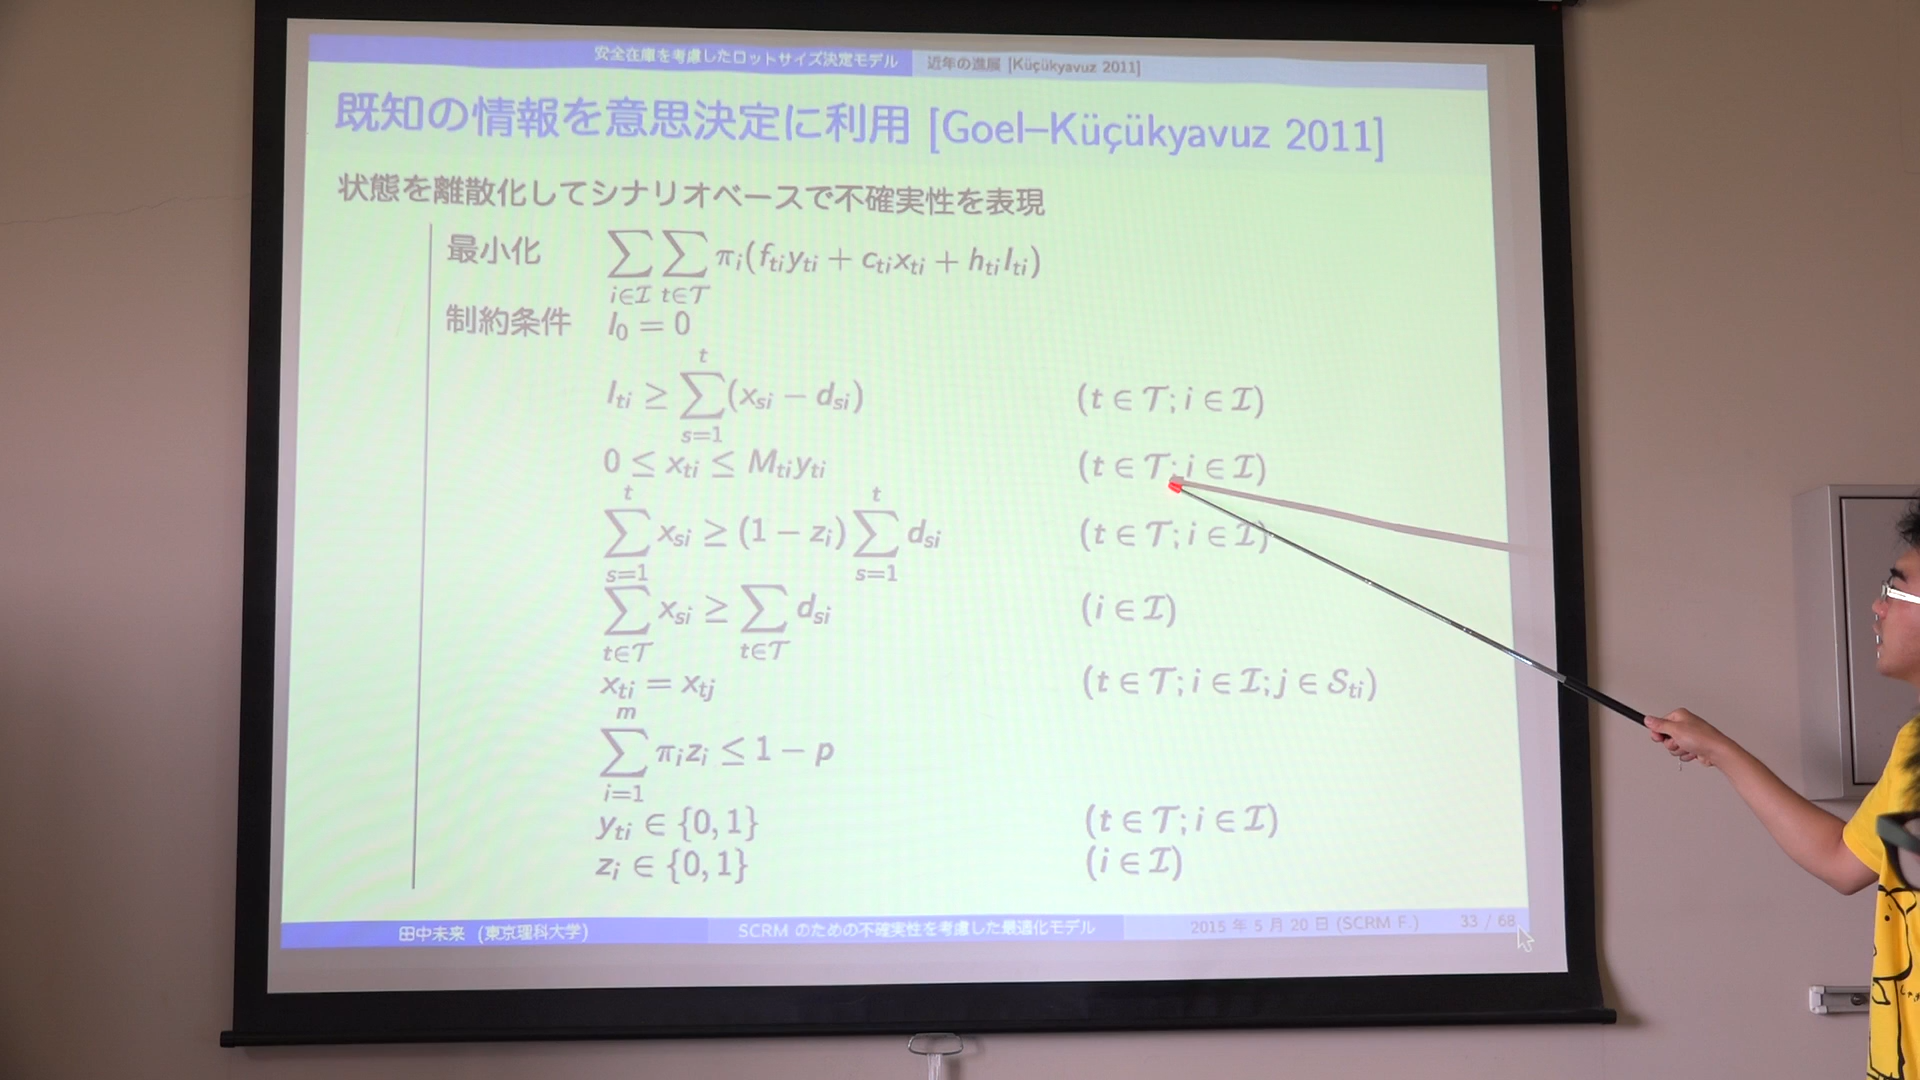 安全在庫を考慮したロットサイズ決定モデル 近年の進展 [Küçükyavuz 2011]
既知の情報を意思決定に利用 [Goel–Küçükyavuz 2011]
状態を離散化してシナリオベースで不確実性を表現
最小化 ∑_{i∈ℐ} ∑_{t∈𝒯} π_i(f_{ti}y_{ti} + c_{ti}x_{ti} + h_{ti}I_{ti})
制約条件 I_0 = 0
I_{ti} ≥ ∑_{s=1}^{t}(x_{si} − d_{si}) (t ∈ 𝒯; i ∈ ℐ)
0 ≤ x_{ti} ≤ M_{ti}y_{ti} (t ∈ 𝒯; i ∈ ℐ)
∑_{s=1}^{t} x_{si} ≥ (1 − z_i) ∑_{s=1}^{t} d_{si} (t ∈ 𝒯; i ∈ ℐ)
∑_{t∈𝒯} x_{si} ≥ ∑_{t∈𝒯} d_{si} (i ∈ ℐ)
x_{ti} = x_{tj} (t ∈ 𝒯; i ∈ ℐ; j ∈ 𝒮_{ti})
∑_{i=1}^{m} π_i z_i ≤ 1 − p
y_{ti} ∈ {0, 1} (t ∈ 𝒯; i ∈ ℐ)
z_i ∈ {0, 1} (i ∈ ℐ)
田中未来 (東京理科大学) SCRM のための不確実性を考慮した最適化モデル 2015 年 5 月 20 日 (SCRM F.) 33 / 68